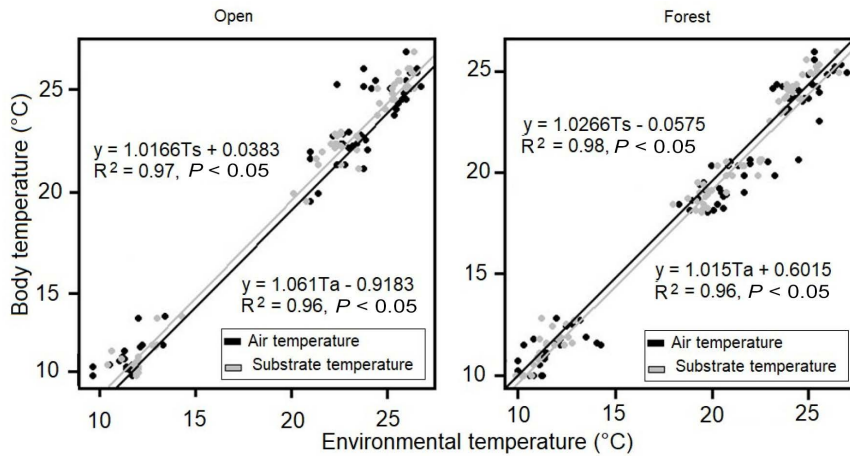 Open
Forest
Body temperature (°C)
25
20
15
10
y = 1.0166Ts + 0.0383
R² = 0.97, P < 0.05
y = 1.061Ta - 0.9183
R² = 0.96, P < 0.05
Air temperature
Substrate temperature
10
15
20
25
25
20
15
10
y = 1.0266Ts - 0.0575
R² = 0.98, P < 0.05
y = 1.015Ta + 0.6015
R² = 0.96, P < 0.05
Air temperature
Substrate temperature
10
15
20
25
Environmental temperature (°C)